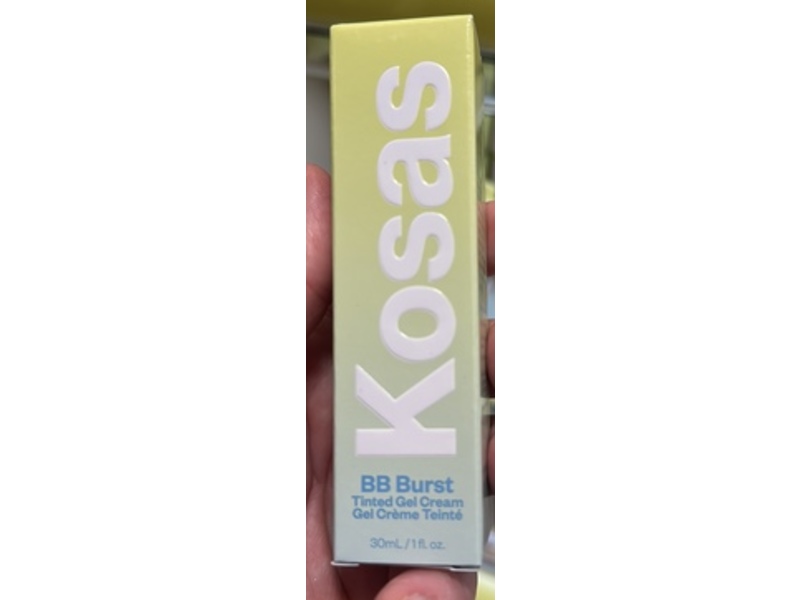 Kosas
BB Burst
Tinted Gel Cream
Gel Crème Teinté
30mL / 1 fl. oz.